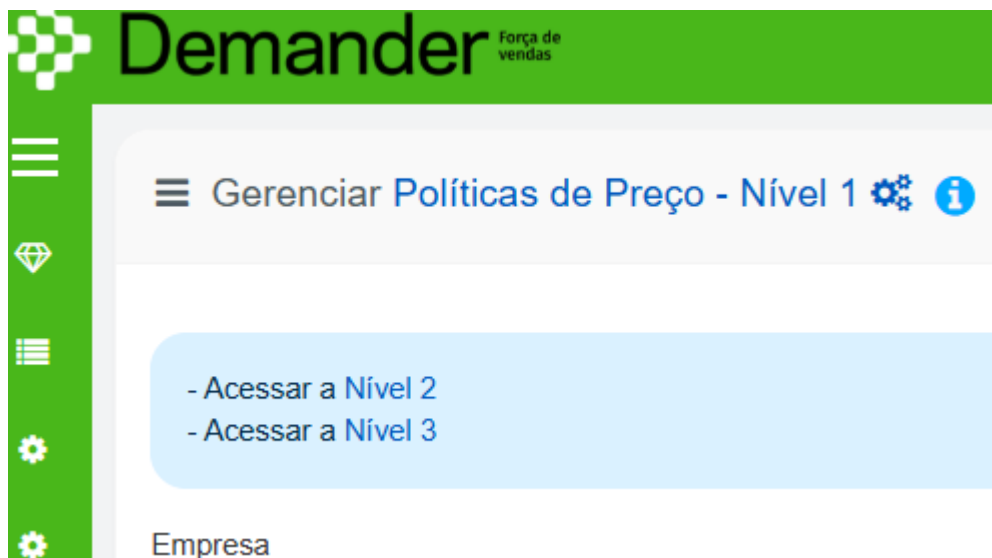 Demander Força de
vendas
Gerenciar Políticas de Preço - Nível 1
- Acessar a Nível 2
- Acessar a Nível 3
Empresa